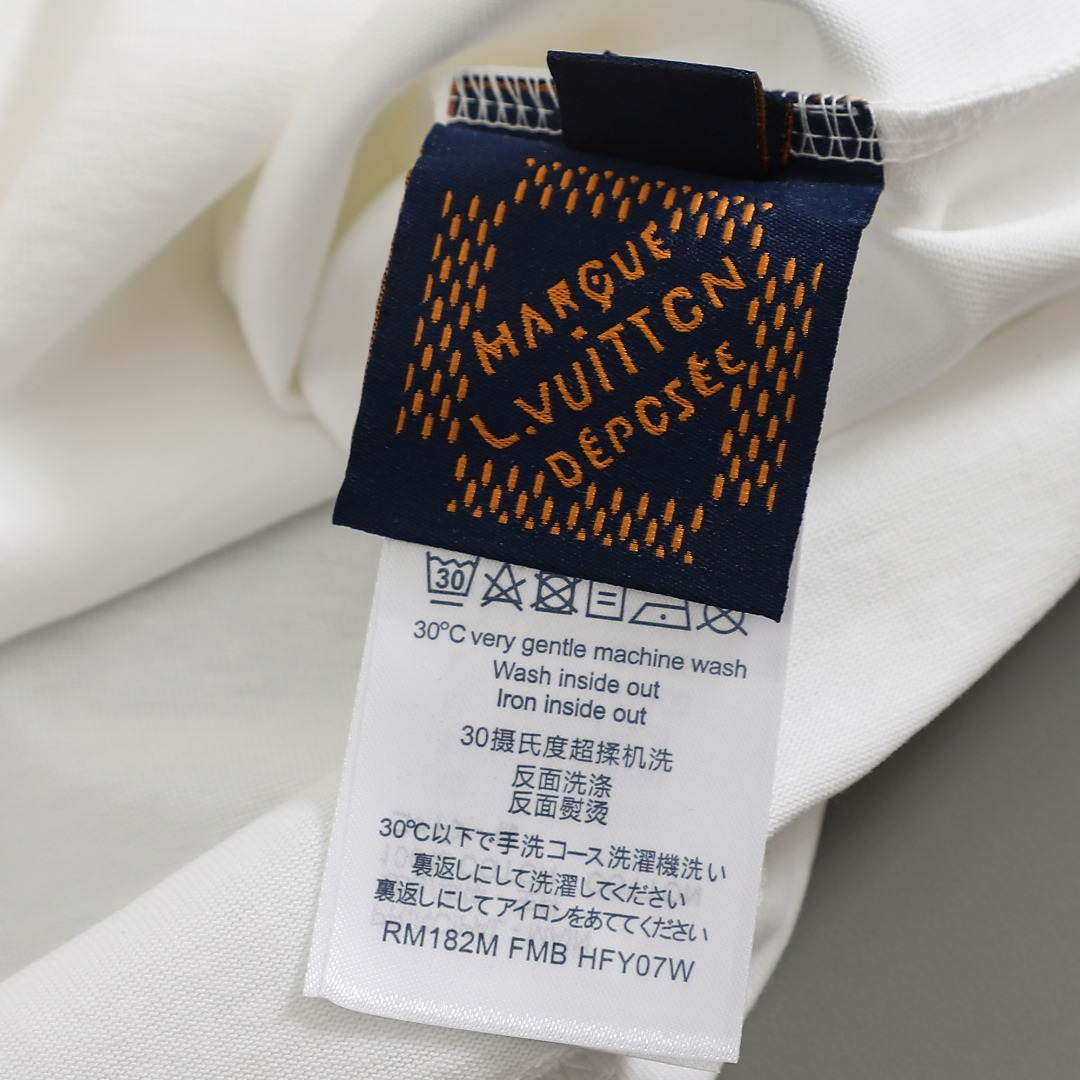 MARQUE
L.VUITTON
DÉPOSÉE
30
30°C very gentle machine wash
Wash inside out
Iron inside out
30摄氏度超揉机洗
反面洗涤
反面熨烫
30°C以下で手洗コース洗濯機洗い
裏返しにして洗濯してください
裏返しにしてアイロンをあててください
RM182M FMB HFY07W